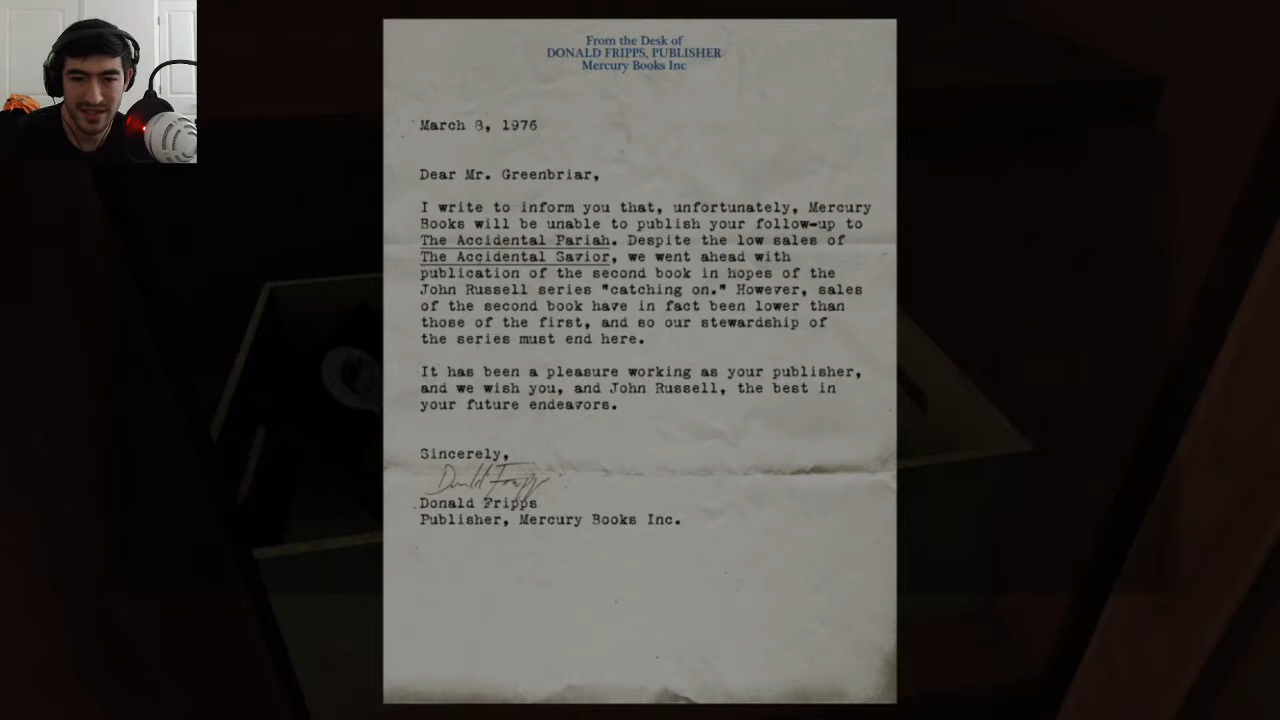 From the Desk of
DONALD FRIPPS, PUBLISHER
Mercury Books Inc
March 8, 1976
Dear Mr. Greenbriar,
I write to inform you that, unfortunately, Mercury
Books will be unable to publish your follow-up to
The Accidental Pariah. Despite the low sales of
The Accidental Savior, we went ahead with
publication of the second book in hopes of the
John Russell series "catching on." However, sales
of the second book have in fact been lower than
those of the first, and so our stewardship of
the series must end here.
It has been a pleasure working as your publisher,
and we wish you, and John Russell, the best in
your future endeavors.
Sincerely,
Donald Fripps
Donald Fripps
Publisher, Mercury Books Inc.